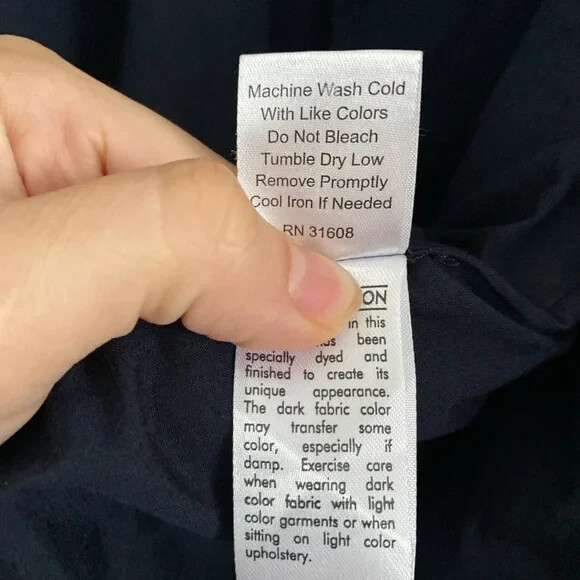 Machine Wash Cold
With Like Colors
Do Not Bleach
Tumble Dry Low
Remove Promptly
Cool Iron If Needed
RN 31608
ON
in this
has been
specially dyed and
finished to create its
unique appearance.
The dark fabric color
may transfer some
color, especially if
damp. Exercise care
when wearing dark
color fabric with light
color garments or when
sitting on light color
upholstery.